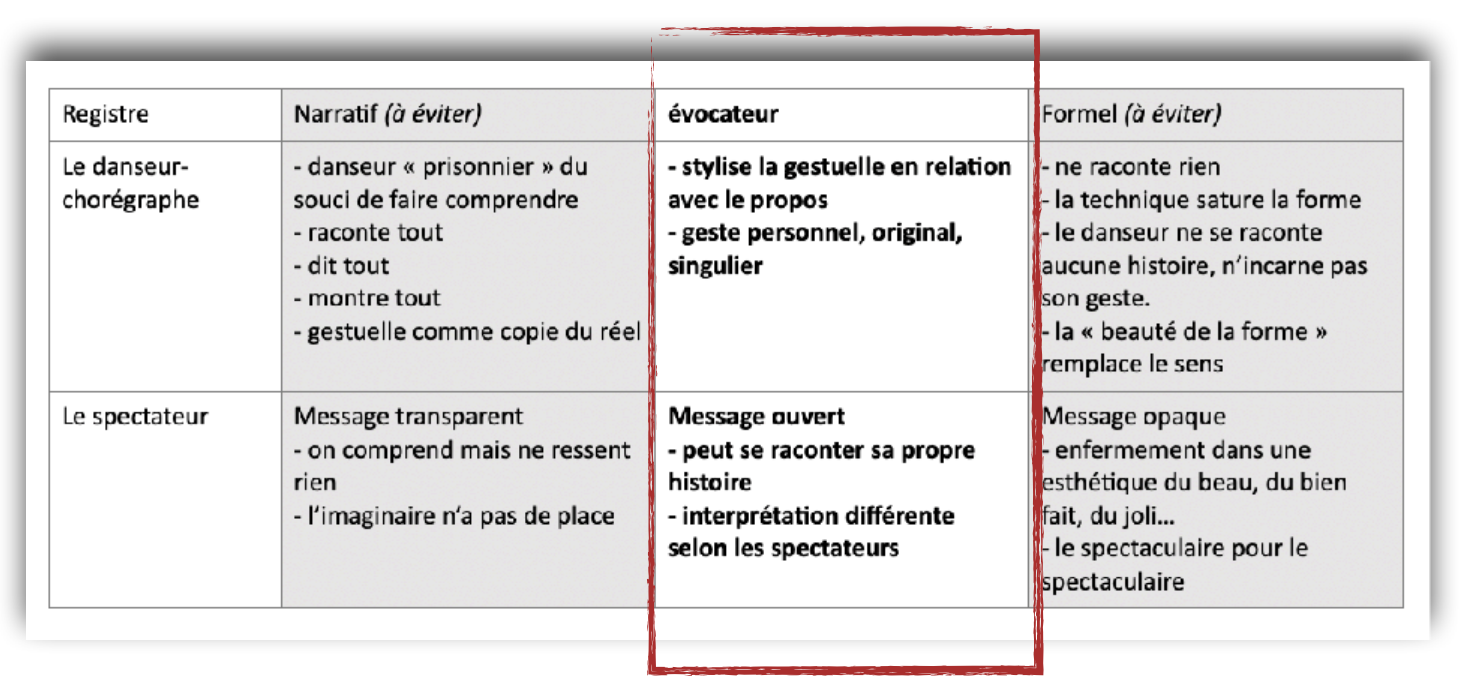 Registre
Narratif (à éviter)
évocateur
Formel (à éviter)
Le danseur-
chorégraphe
- danseur « prisonnier » du
souci de faire comprendre
- raconte tout
- dit tout
- montre tout
- gestuelle comme copie du réel
- stylise la gestuelle en relation
avec le propos
- geste personnel, original,
singulier
- ne raconte rien
- la technique sature la forme
- le danseur ne se raconte
aucune histoire, n’incarne pas
son geste.
- la « beauté de la forme »
remplace le sens
Le spectateur
Message transparent
- on comprend mais ne ressent
rien
- l’imaginaire n’a pas de place
Message ouvert
- peut se raconter sa propre
histoire
- interprétation différente
selon les spectateurs
Message opaque
- enfermement dans une
esthétique du beau, du bien
fait, du joli…
- le spectaculaire pour le
spectaculaire